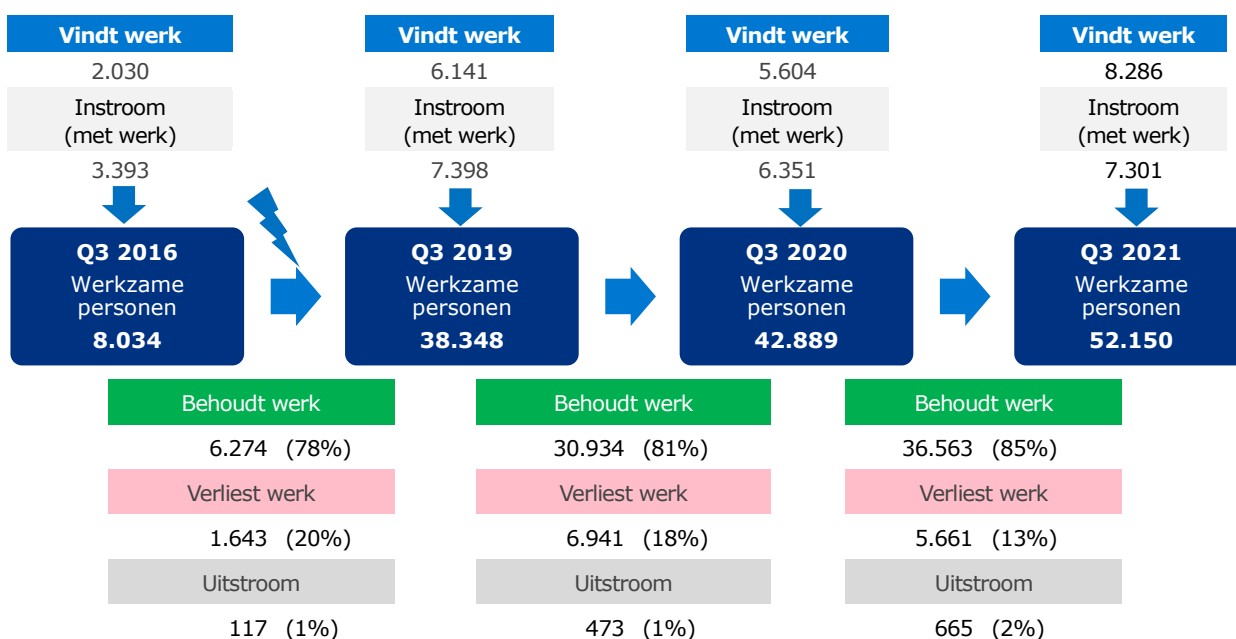 Vindt werk Vindt werk Vindt werk Vindt werk
2.030 6.141 5.604 8.286
Instroom Instroom Instroom Instroom
(met werk) (met werk) (met werk) (met werk)
3.393 7.398 6.351 7.301
Q3 2016 Q3 2019 Q3 2020 Q3 2021
Werkzame Werkzame Werkzame Werkzame
personen personen personen personen
8.034 38.348 42.889 52.150
Behoudt werk Behoudt werk Behoudt werk
6.274 (78%) 30.934 (81%) 36.563 (85%)
Verliest werk Verliest werk Verliest werk
1.643 (20%) 6.941 (18%) 5.661 (13%)
Uitstroom Uitstroom Uitstroom
117 (1%) 473 (1%) 665 (2%)